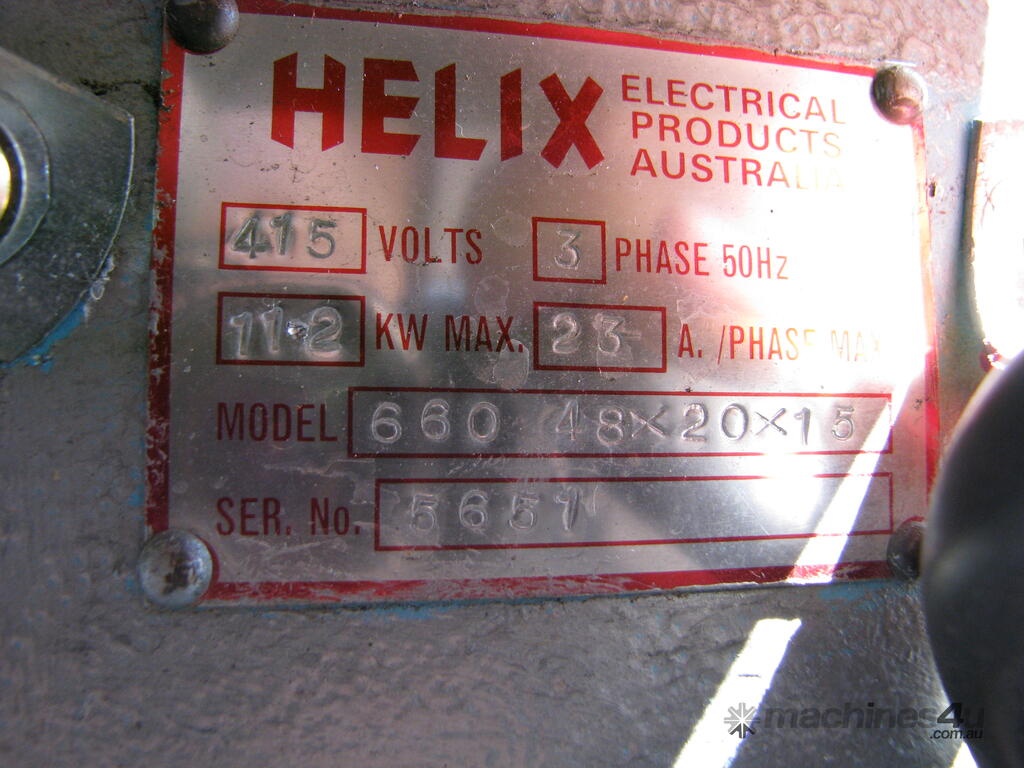 HELIX ELECTRICAL PRODUCTS AUSTRALIA
415 VOLTS 3 PHASE 50Hz
11.2 KW MAX. 23 A. /PHASE MAX
MODEL 660 48×20×15
SER. No. 5651
machines4u
.com.au